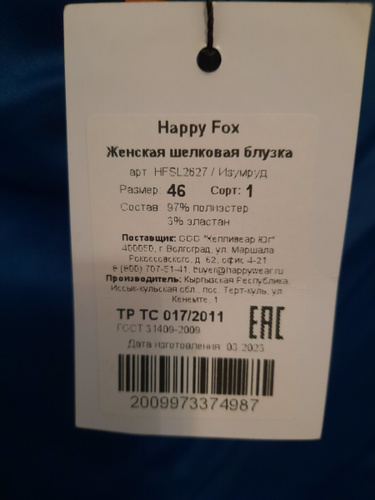 Happy Fox
Женская шелковая блузка
арт. HFSL2627 / Изумруд
Размер: 46 Сорт: 1
Состав: 97% полиэстер
3% эластан
Поставщик: ООО "Хеппивеар Юг"
400050, г. Волгоград, ул. Маршала
Рокоссовского, д. 62, офис 4-21
8 (800) 707-51-41, buyer@happywear.ru
Производитель: Кыргызская Республика,
Иссык-кульская обл., пос. Терт-куль, ул.
1
ТР ТС 017/2011
ГОСТ 31409-2009
EAC
Дата изготовления: 03.2023
2009973374987